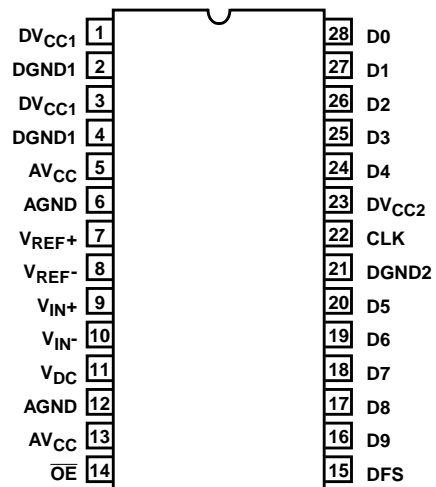 DVCC1 1 28 D0
DGND1 2 27 D1
DVCC1 3 26 D2
DGND1 4 25 D3
AVCC 5 24 D4
AGND 6 23 DVCC2
VREF+ 7 22 CLK
VREF- 8 21 DGND2
VIN+ 9 20 D5
VIN- 10 19 D6
VDC 11 18 D7
AGND 12 17 D8
AVCC 13 16 D9
O̅E̅ 14 15 DFS